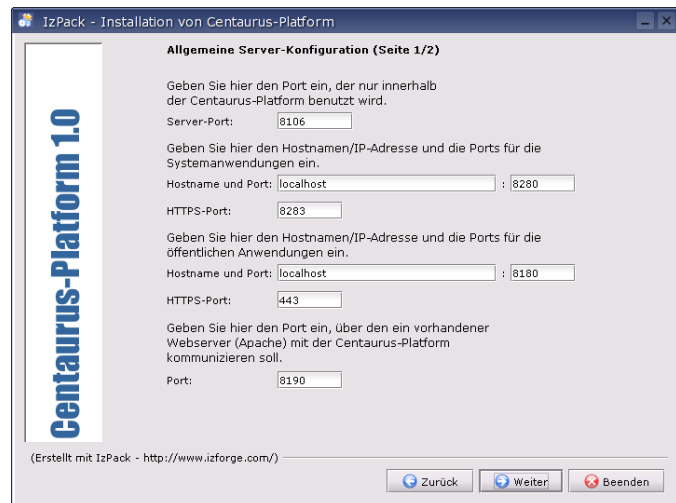 IzPack - Installation von Centaurus-Platform
Centaurus-Platform 1.0
Allgemeine Server-Konfiguration (Seite 1/2)
Geben Sie hier den Port ein, der nur innerhalb
der Centaurus-Platform benutzt wird.
Server-Port: 8106
Geben Sie hier den Hostnamen/IP-Adresse und die Ports für die
Systemanwendungen ein.
Hostname und Port: localhost : 8280
HTTPS-Port: 8283
Geben Sie hier den Hostnamen/IP-Adresse und die Ports für die
öffentlichen Anwendungen ein.
Hostname und Port: localhost : 8180
HTTPS-Port: 443
Geben Sie hier den Port ein, über den ein vorhandener
Webserver (Apache) mit der Centaurus-Platform
kommunizieren soll.
Port: 8190
(Erstellt mit IzPack - http://www.izforge.com/)
Zurück Weiter Beenden